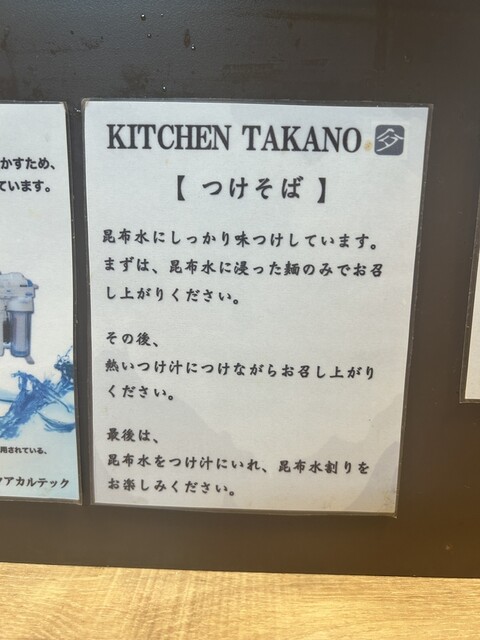 かすため、
ています。
用されている。
アカルテック
KITCHEN TAKANO
【 つけそば 】
昆布水にしっかり味つけしています。
まずは、昆布水に浸った麺のみでお召
し上がりください。
その後、
熱いつけ汁につけながらお召し上がり
ください。
最後は、
昆布水をつけ汁にいれ、昆布水割りを
お楽しみください。